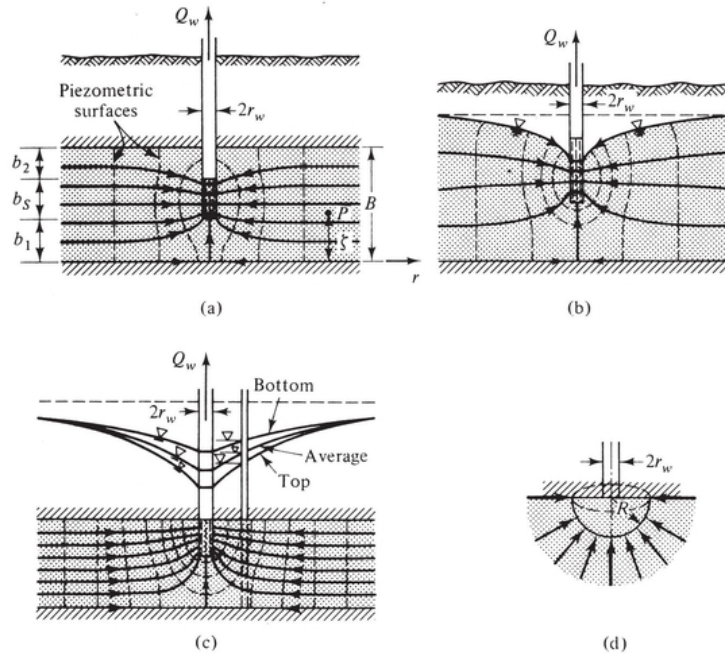 Q_w
Piezometric
surfaces
2r_w
b_2
b_S
b_1
P
B
ζ
r
(a)
Q_w
2r_w
(b)
Q_w
2r_w
Bottom
Average
Top
(c)
2r_w
R
(d)